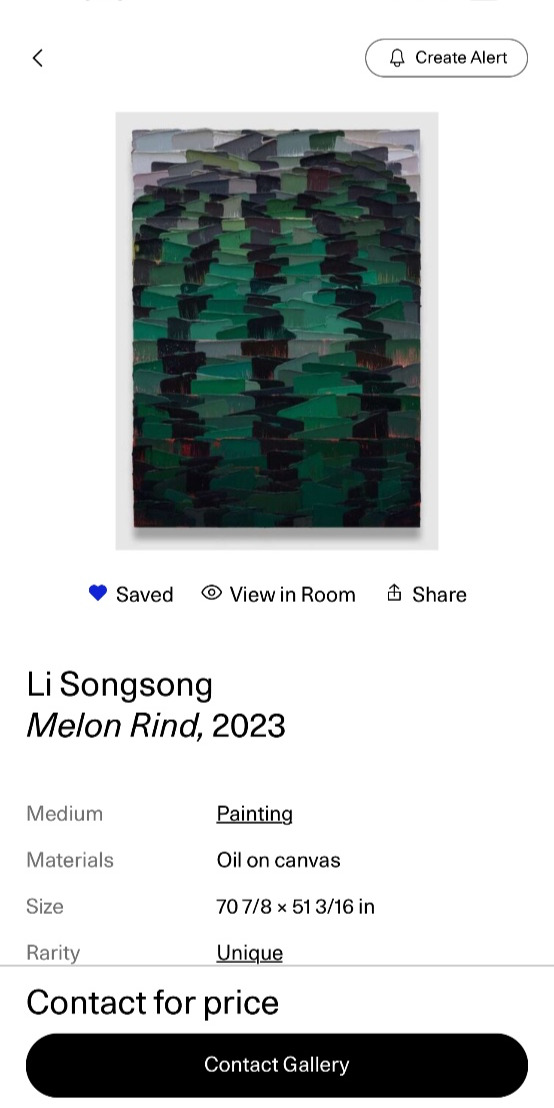 Create Alert
Saved View in Room Share
Li Songsong
Melon Rind, 2023
Medium Painting
Materials Oil on canvas
Size 70 7/8 × 51 3/16 in
Rarity Unique
Contact for price
Contact Gallery